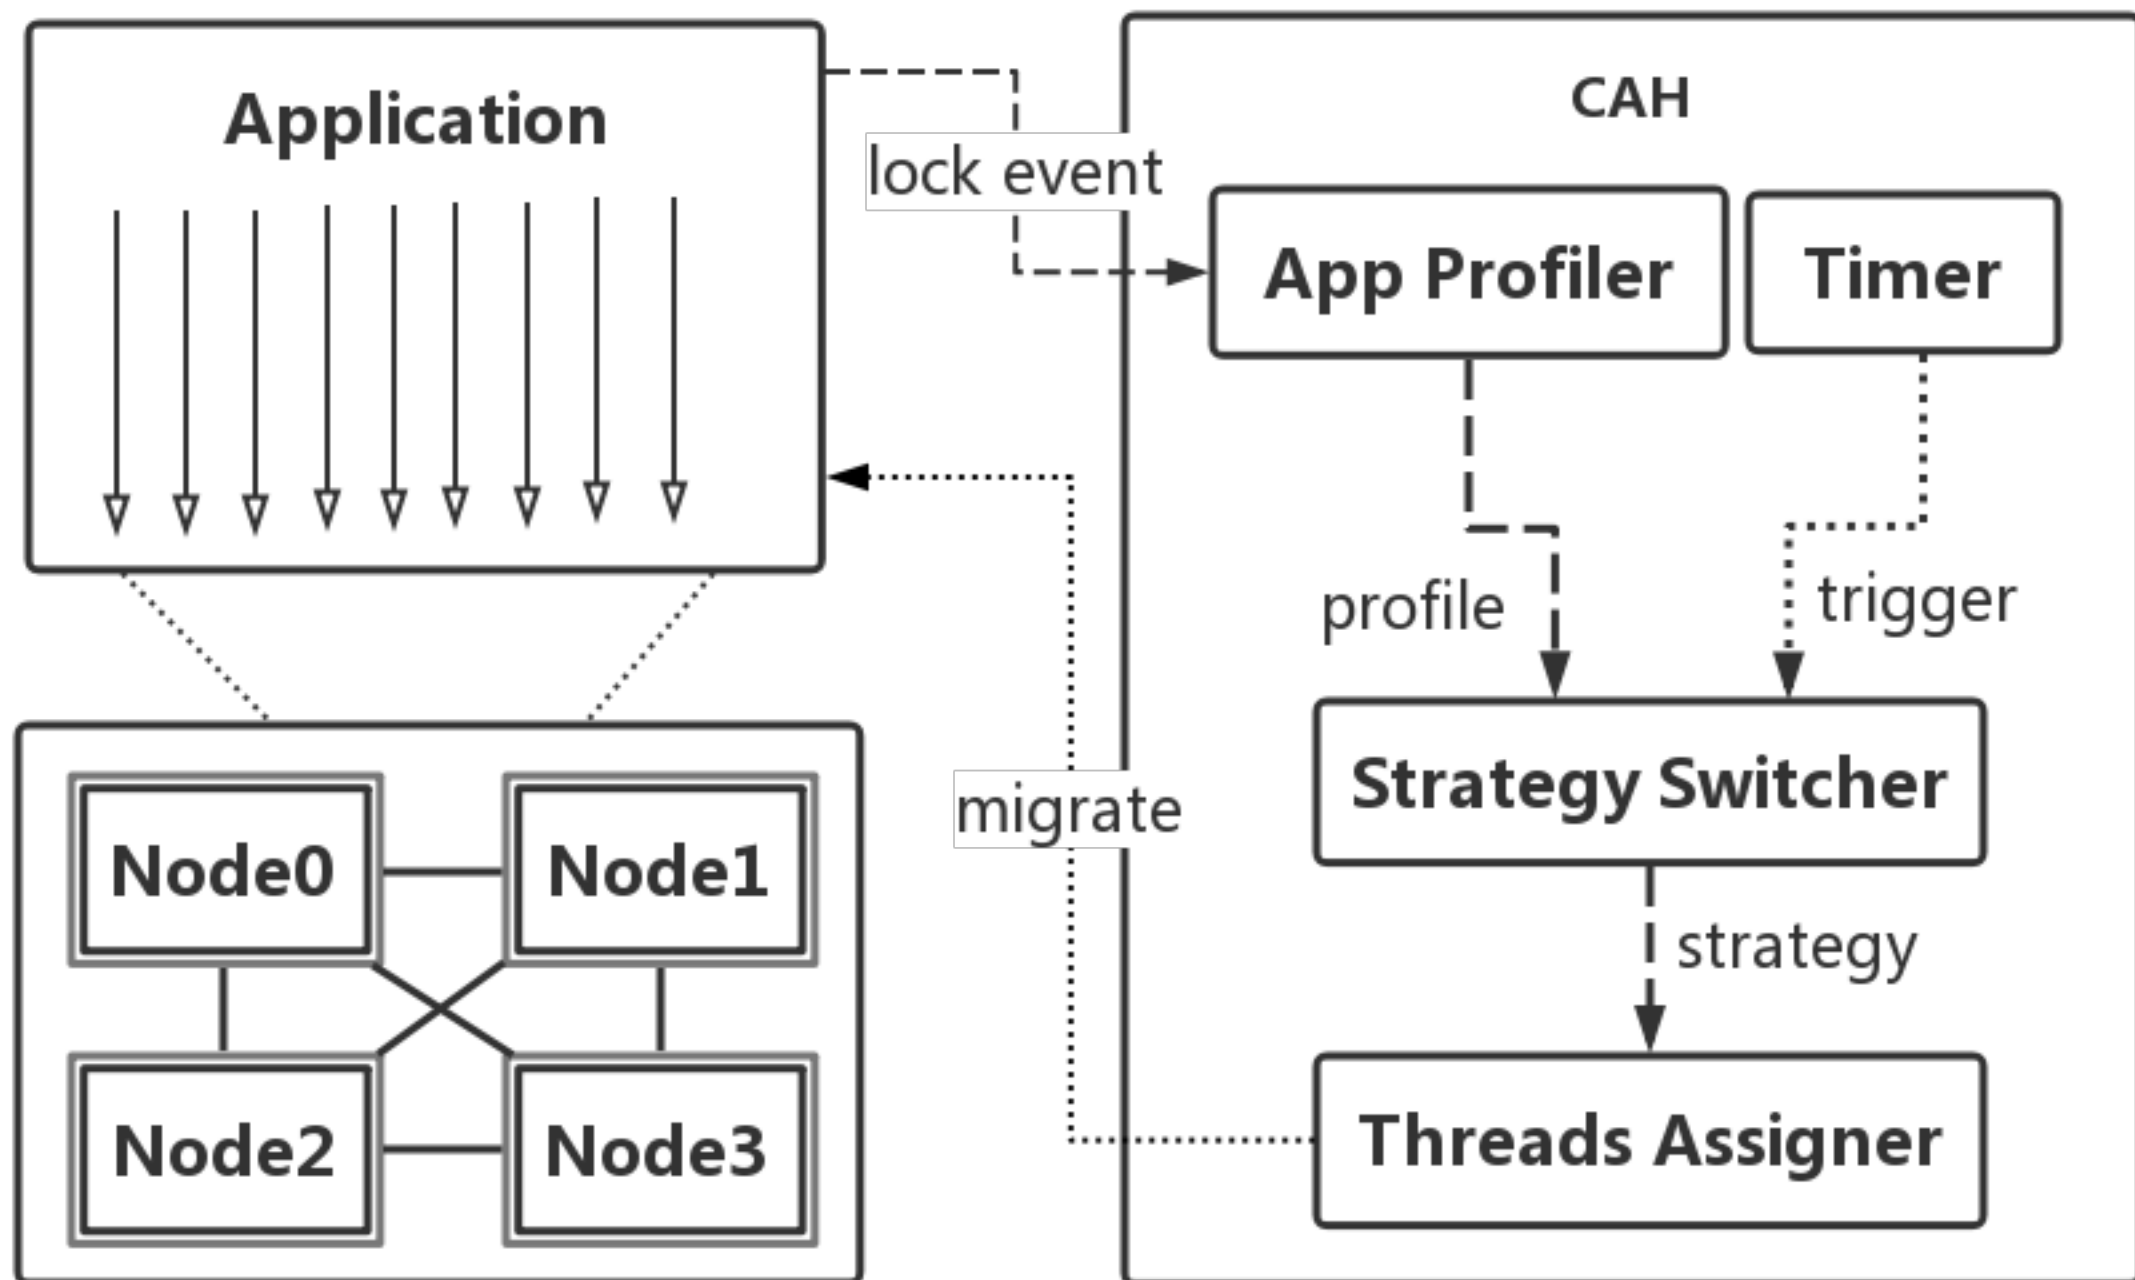 Application
lock event
CAH
App Profiler
Timer
profile
trigger
Strategy Switcher
migrate
strategy
Threads Assigner
Node0
Node1
Node2
Node3